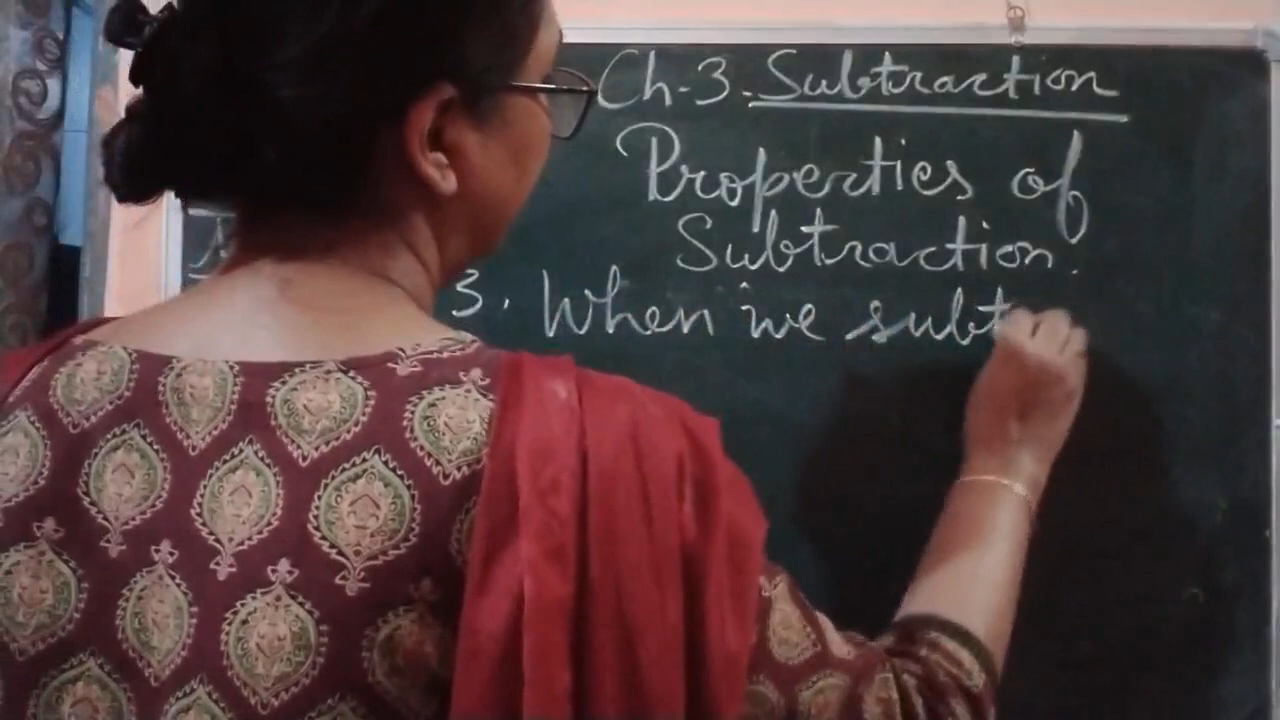 Ch-3. Subtraction
Properties of
Subtraction.
3. When we subt